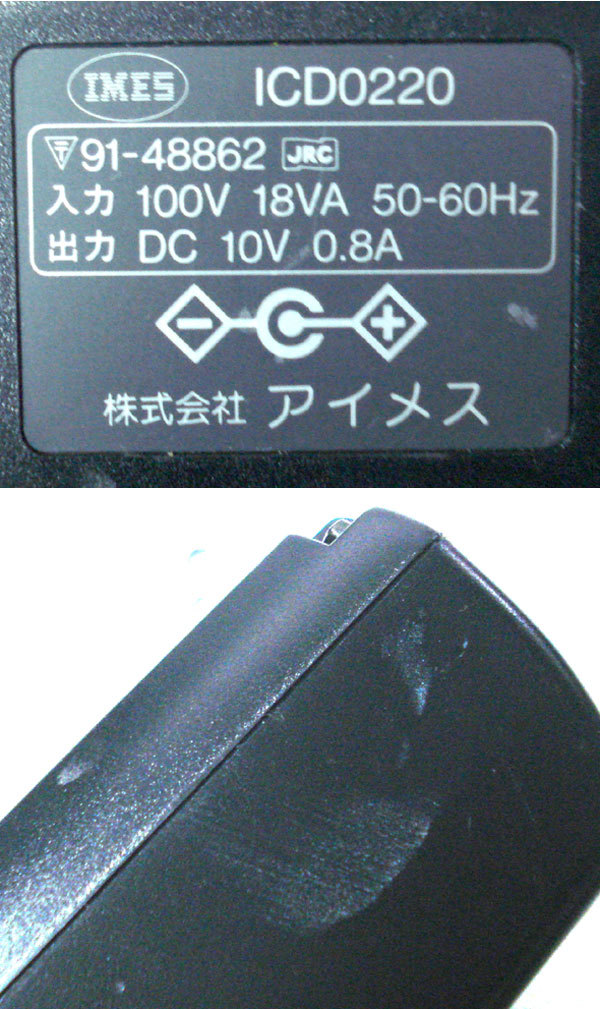 IMES ICD0220
〒91-48862 JRC
入力 100V 18VA 50-60Hz
出力 DC 10V 0.8A
− +
株式会社 アイメス